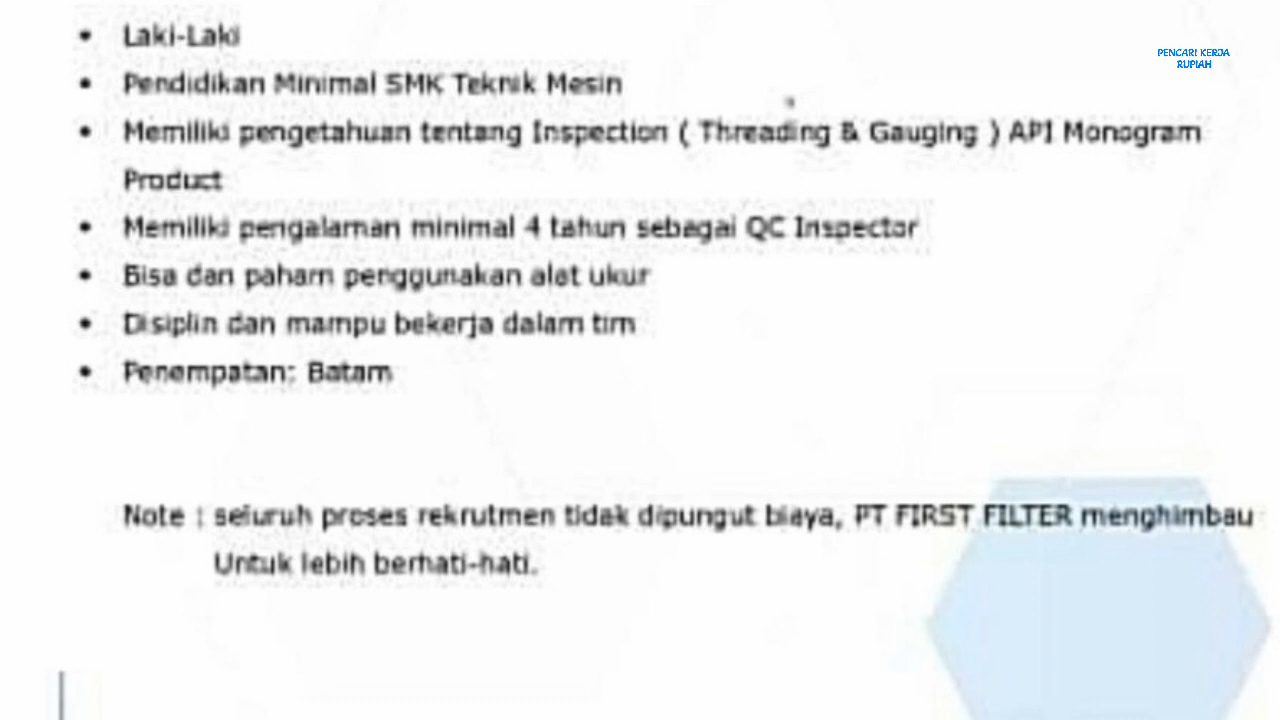 PENCARI KERJA
RUPIAH
• Laki-Laki
• Pendidikan Minimal SMK Teknik Mesin
• Memiliki pengetahuan tentang Inspection ( Threading & Gauging ) API Monogram
Product
• Memiliki pengalaman minimal 4 tahun sebagai QC Inspector
• Bisa dan paham penggunakan alat ukur
• Disiplin dan mampu bekerja dalam tim
• Penempatan: Batam
Note : seluruh proses rekrutmen tidak dipungut biaya, PT FIRST FILTER menghimbau
Untuk lebih berhati-hati.